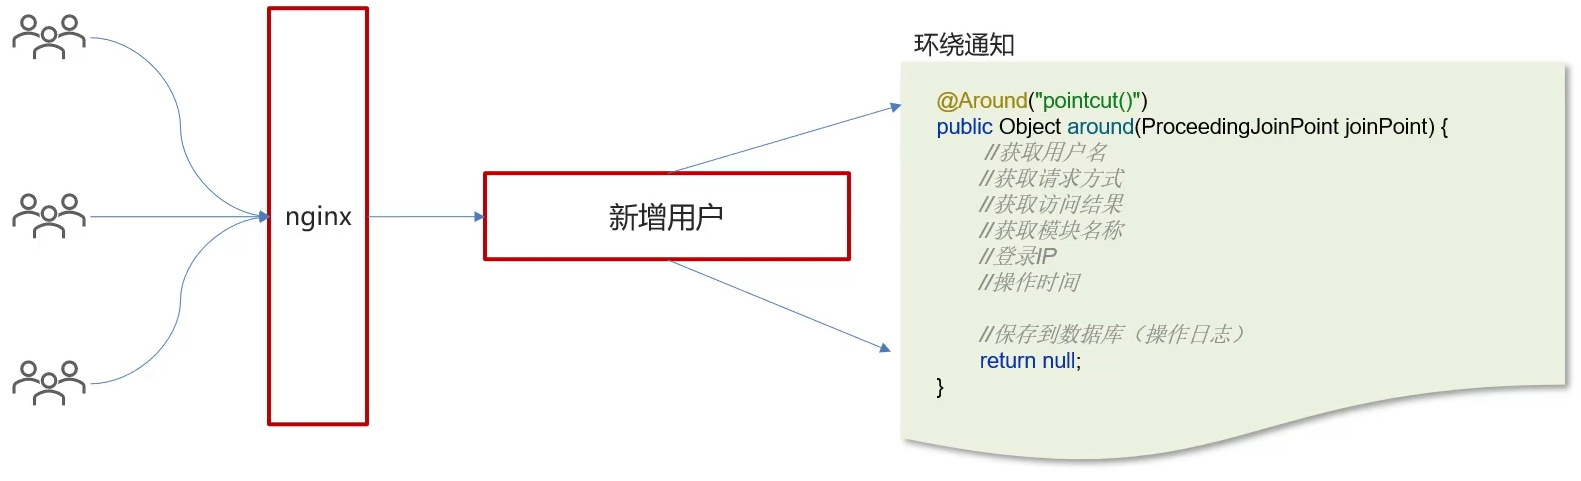 环绕通知
nginx
新增用户
@Around("pointcut()")
public Object around(ProceedingJoinPoint joinPoint) {
//获取用户名
//获取请求方式
//获取访问结果
//获取模块名称
//登录IP
//操作时间
//保存到数据库（操作日志）
return null;
}